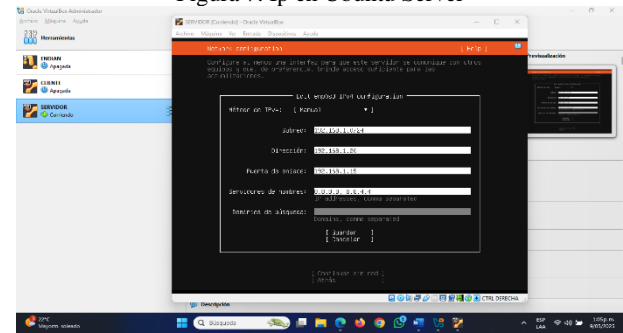 Figura 7. Ip en Ubuntu Server
Oracle VirtualBox Administrador
Archivo Máquina Ayuda
Herramientas
ENDIAN
Apagada
CLIENTE
Apagada
SERVIDOR
Corriendo
SERVIDOR [Corriendo] - Oracle VirtualBox
Archivo Máquina Ver Entrada Dispositivos Ayuda
Network configuration [ Help ]
Configure al menos una interfaz para que este servidor se comunique con otros
equipos y que, de preferencia, brinde acceso suficiente para las
actualizaciones.
Edit enp0s3 IPv4 configuration
Método de IPv4: [ Manual ▾ ]
Subred: 192.168.1.0/24
Dirección: 192.168.1.20
Puerta de enlace: 192.168.1.15
Servidores de nombres: 8.8.8.8, 8.8.4.4
IP addresses, comma separated
Dominios de búsqueda:
Domains, comma separated
[ Guardar ]
[ Cancelar ]
[ Continuar sin red ]
[ Atrás ]
CTRL DERECHA
Previsualización
Descripción
22°C
Mayorm. soleado
Búsqueda
ESP
LAA
1:05 p.m.
9/05/2025